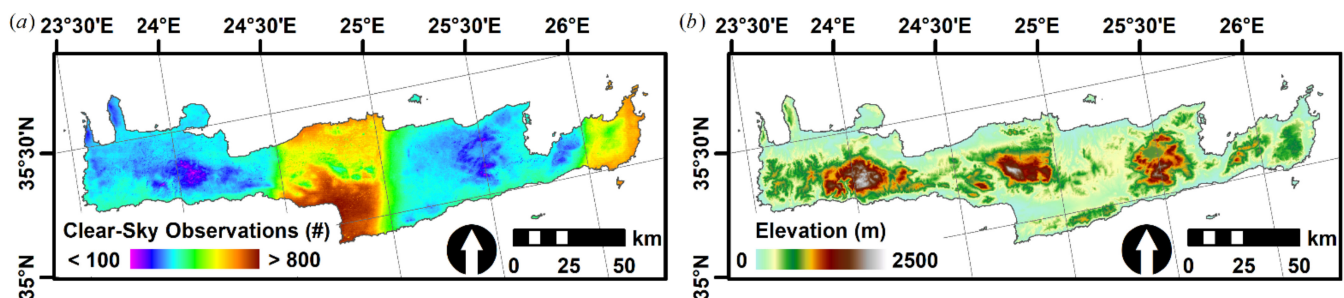 (a)
23°30'E 24°E 24°30'E 25°E 25°30'E 26°E
35°30'N
35°N
Clear-Sky Observations (#)
< 100 > 800
km
0 25 50
(b)
23°30'E 24°E 24°30'E 25°E 25°30'E 26°E
35°30'N
35°N
Elevation (m)
0 2500
km
0 25 50